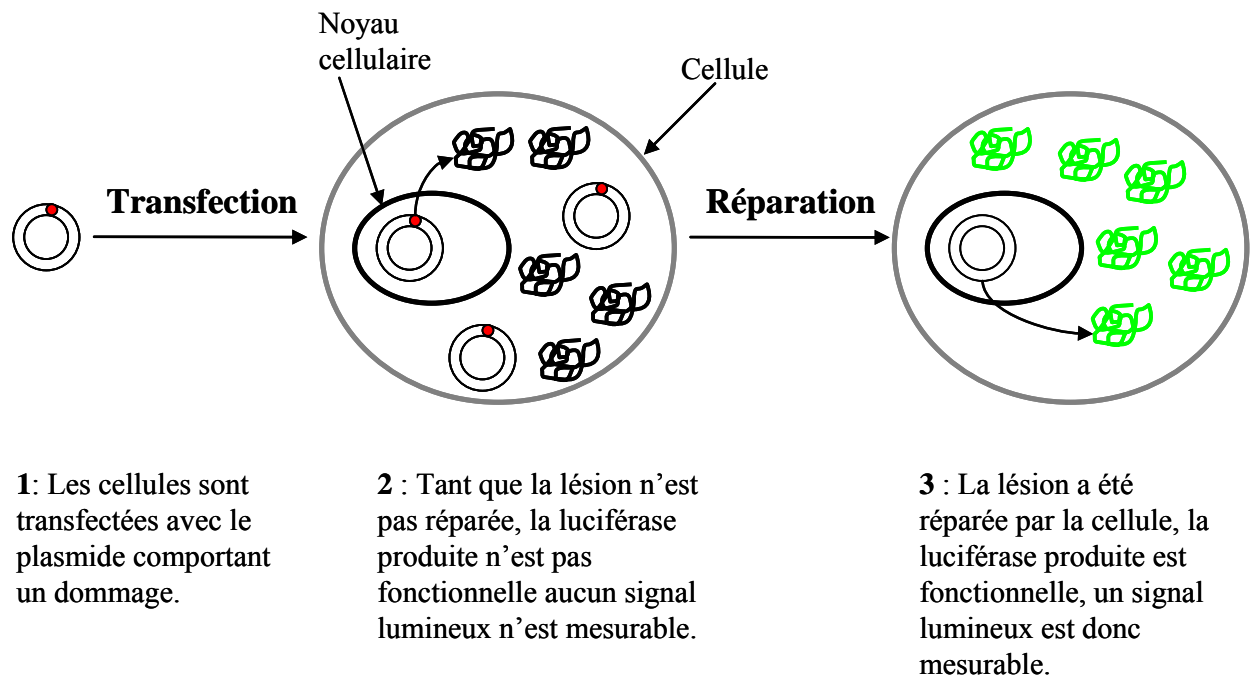 Noyau
cellulaire
Cellule
Transfection
Réparation
1: Les cellules sont
transfectées avec le
plasmide comportant
un dommage.
2 : Tant que la lésion n'est
pas réparée, la luciférase
produite n'est pas
fonctionnelle aucun signal
lumineux n'est mesurable.
3 : La lésion a été
réparée par la cellule, la
luciférase produite est
fonctionnelle, un signal
lumineux est donc
mesurable.